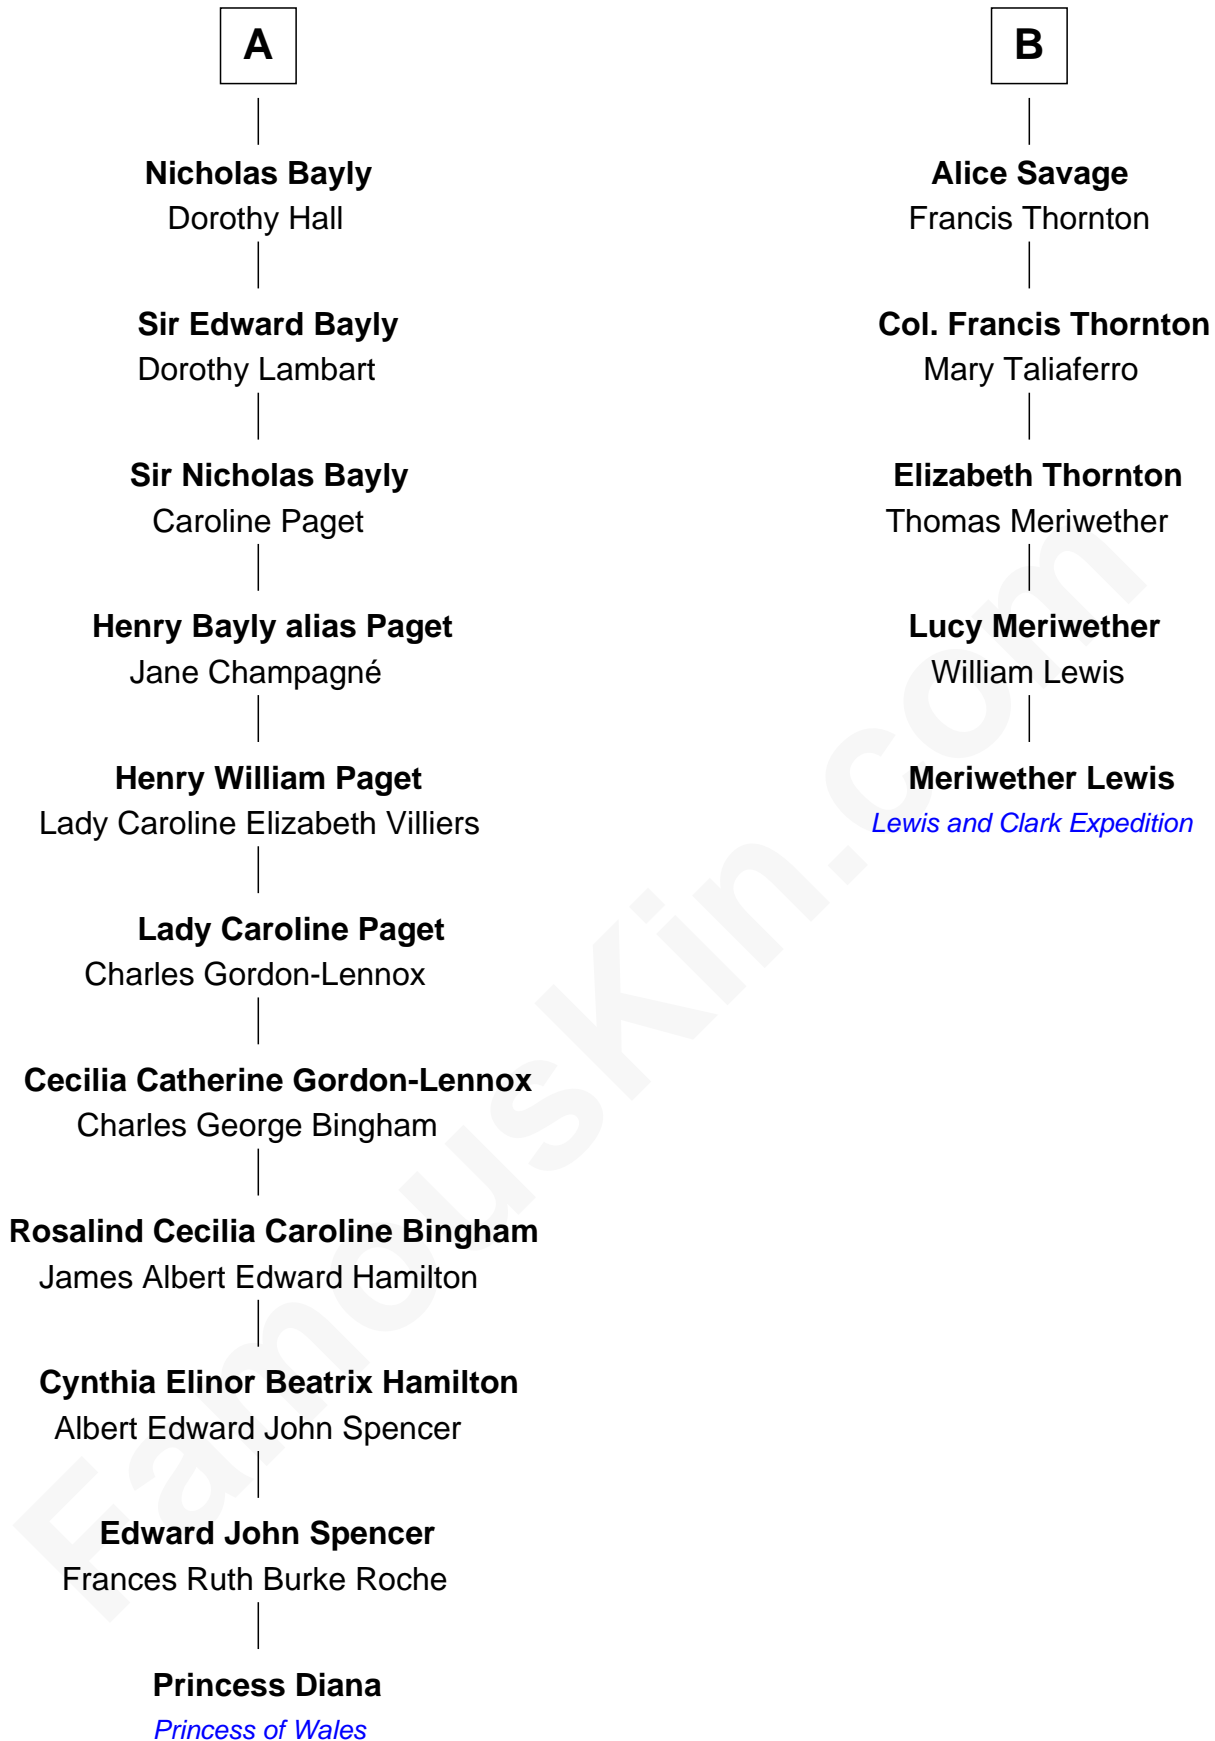 A
Nicholas Bayly
Dorothy Hall
Sir Edward Bayly
Dorothy Lambart
Sir Nicholas Bayly
Caroline Paget
Henry Bayly alias Paget
Jane Champagné
Henry William Paget
Lady Caroline Elizabeth Villiers
Lady Caroline Paget
Charles Gordon-Lennox
Cecilia Catherine Gordon-Lennox
Charles George Bingham
Rosalind Cecilia Caroline Bingham
James Albert Edward Hamilton
Cynthia Elinor Beatrix Hamilton
Albert Edward John Spencer
Edward John Spencer
Frances Ruth Burke Roche
Princess Diana
Princess of Wales
B
Alice Savage
Francis Thornton
Col. Francis Thornton
Mary Taliaferro
Elizabeth Thornton
Thomas Meriwether
Lucy Meriwether
William Lewis
Meriwether Lewis
Lewis and Clark Expedition
FamousKin.com